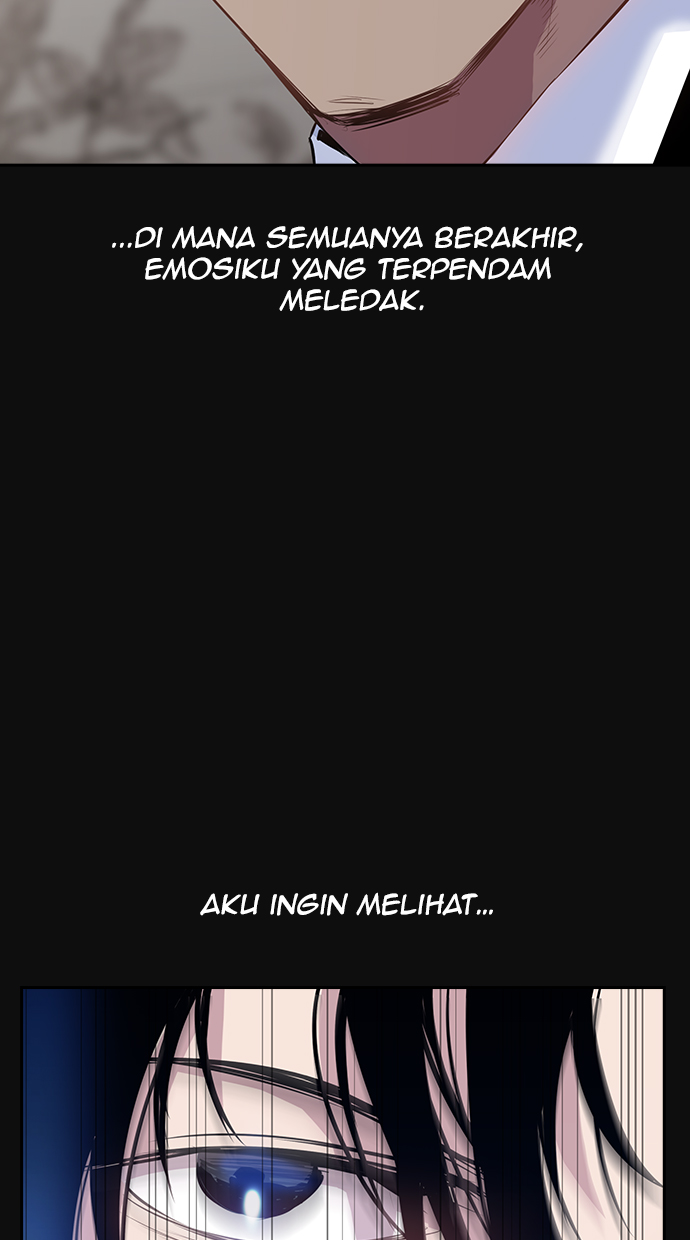 ...DI MANA SEMUANYA BERAKHIR,
EMOSIKU YANG TERPENDAM
MELEDAK.
AKU INGIN MELIHAT...